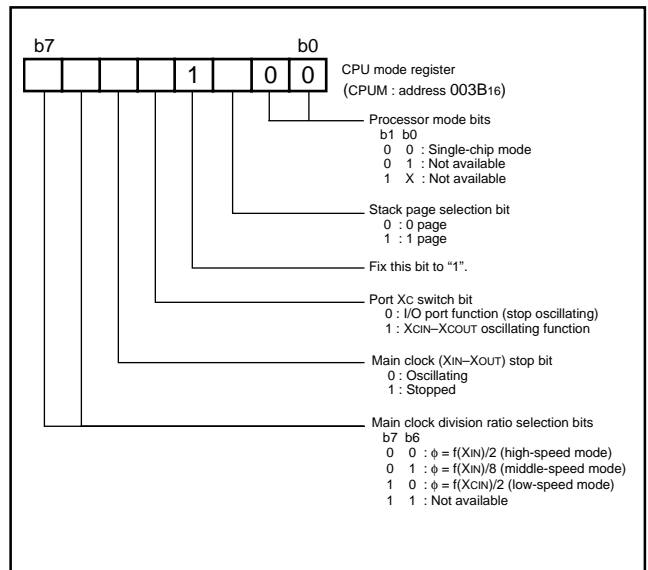 b7 b0
1 0 0
CPU mode register
(CPUM : address 003B16)
Processor mode bits
b1 b0
0 0 : Single-chip mode
0 1 : Not available
1 X : Not available
Stack page selection bit
0 : 0 page
1 : 1 page
Fix this bit to “1”.
Port XC switch bit
0 : I/O port function (stop oscillating)
1 : XCIN–XCOUT oscillating function
Main clock (XIN–XOUT) stop bit
0 : Oscillating
1 : Stopped
Main clock division ratio selection bits
b7 b6
0 0 : ϕ = f(XIN)/2 (high-speed mode)
0 1 : ϕ = f(XIN)/8 (middle-speed mode)
1 0 : ϕ = f(XCIN)/2 (low-speed mode)
1 1 : Not available